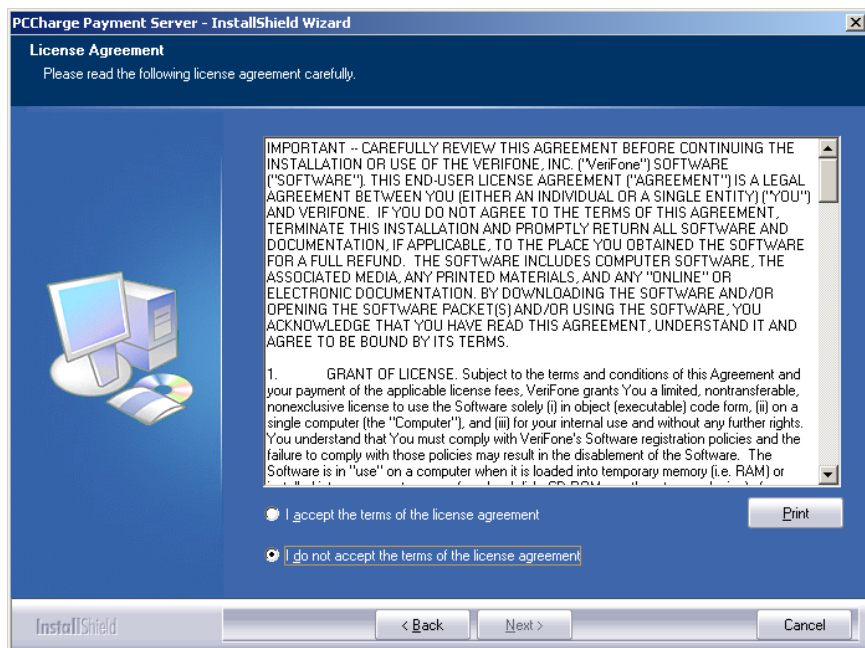 PCCharge Payment Server - InstallShield Wizard
License Agreement
Please read the following license agreement carefully.
IMPORTANT -- CAREFULLY REVIEW THIS AGREEMENT BEFORE CONTINUING THE
INSTALLATION OR USE OF THE VERIFONE, INC. ("VeriFone") SOFTWARE
("SOFTWARE"). THIS END-USER LICENSE AGREEMENT ("AGREEMENT") IS A LEGAL
AGREEMENT BETWEEN YOU (EITHER AN INDIVIDUAL OR A SINGLE ENTITY) ("YOU")
AND VERIFONE. IF YOU DO NOT AGREE TO THE TERMS OF THIS AGREEMENT,
TERMINATE THIS INSTALLATION AND PROMPTLY RETURN ALL SOFTWARE AND
DOCUMENTATION, IF APPLICABLE, TO THE PLACE YOU OBTAINED THE SOFTWARE
FOR A FULL REFUND. THE SOFTWARE INCLUDES COMPUTER SOFTWARE, THE
ASSOCIATED MEDIA, ANY PRINTED MATERIALS, AND ANY "ONLINE" OR
ELECTRONIC DOCUMENTATION. BY DOWNLOADING THE SOFTWARE AND/OR
OPENING THE SOFTWARE PACKET(S) AND/OR USING THE SOFTWARE, YOU
ACKNOWLEDGE THAT YOU HAVE READ THIS AGREEMENT, UNDERSTAND IT AND
AGREE TO BE BOUND BY ITS TERMS.
1. GRANT OF LICENSE. Subject to the terms and conditions of this Agreement and
your payment of the applicable license fees, VeriFone grants You a limited, nontransferable,
nonexclusive license to use the Software solely (i) in object (executable) code form, (ii) on a
single computer (the "Computer"), and (iii) for your internal use and without any further rights.
You understand that You must comply with VeriFone's Software registration policies and the
failure to comply with those policies may result in the disablement of the Software. The
Software is in "use" on a computer when it is loaded into temporary memory (i.e. RAM) or
I accept the terms of the license agreement
Print
I do not accept the terms of the license agreement
InstallShield
< Back
Next >
Cancel